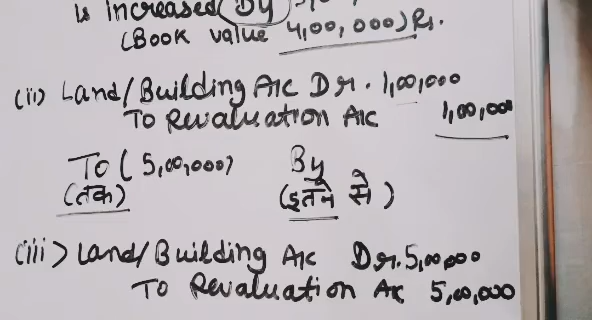 is increased By
(Book value 4,00,000) Rs.
(ii) Land/Building A/c Dr. 1,00,000
To Revaluation A/c 1,00,000
To (5,00,000) By
(तक) (इतने से)
(iii) Land/Building A/c Dr. 5,00,000
To Revaluation A/c 5,00,000